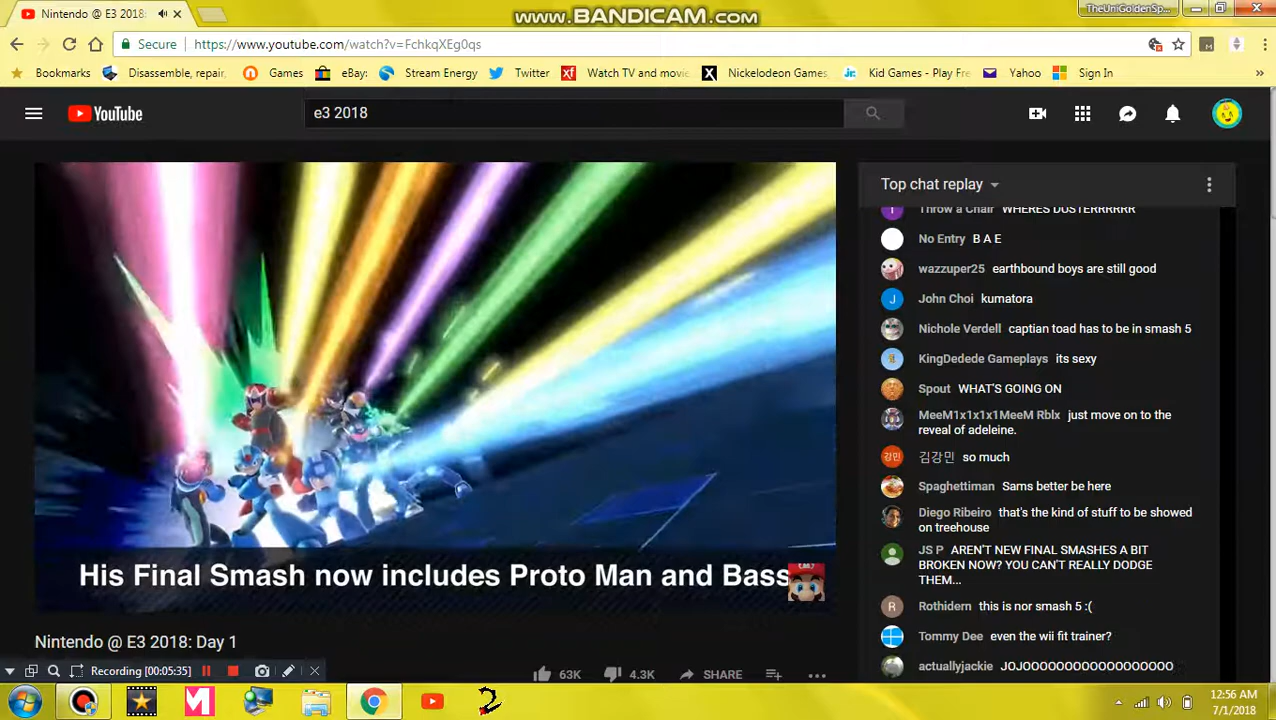 Nintendo @ E3 2018:
www.BANDICAM.com
TheUniGoldenSp...
Secure
https://www.youtube.com/watch?v=FchkqXEg0qs
Bookmarks
Disassemble, repair,
Games
eBay
Stream Energy
Twitter
Watch TV and movie
Nickelodeon Games,
Kid Games - Play Fre
Yahoo
Sign In
YouTube
e3 2018
Top chat replay
Throw a Chair WHERES DUSTERRRRR
No Entry B A E
wazzuper25 earthbound boys are still good
John Choi kumatora
Nichole Verdell captian toad has to be in smash 5
KingDedede Gameplays its sexy
Spout WHAT'S GOING ON
MeeM1x1x1x1MeeM Rblx just move on to the
reveal of adeleine.
김강민 so much
Spaghettiman Sams better be here
Diego Ribeiro that's the kind of stuff to be showed
on treehouse
JS P AREN'T NEW FINAL SMASHES A BIT
BROKEN NOW? YOU CAN'T REALLY DODGE
THEM...
Rothidern this is nor smash 5 :(
Tommy Dee even the wii fit trainer?
actuallyjackie JOJOOOOOOOOOOOOOOOOOO
His Final Smash now includes Proto Man and Bass
Nintendo @ E3 2018: Day 1
Recording [00:05:35]
63K
4.3K
SHARE
12:56 AM
7/1/2018